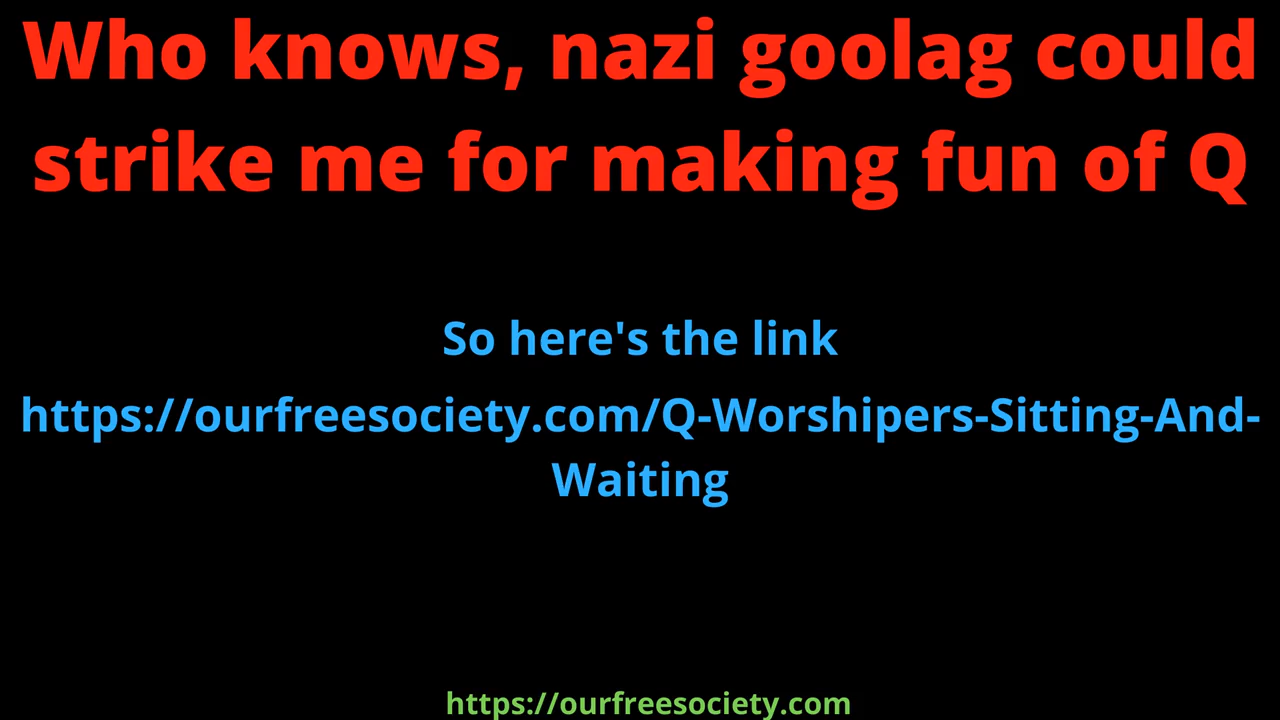 Who knows, nazi goolag could
strike me for making fun of Q
So here's the link
https://ourfreesociety.com/Q-Worshipers-Sitting-And-
Waiting
https://ourfreesociety.com